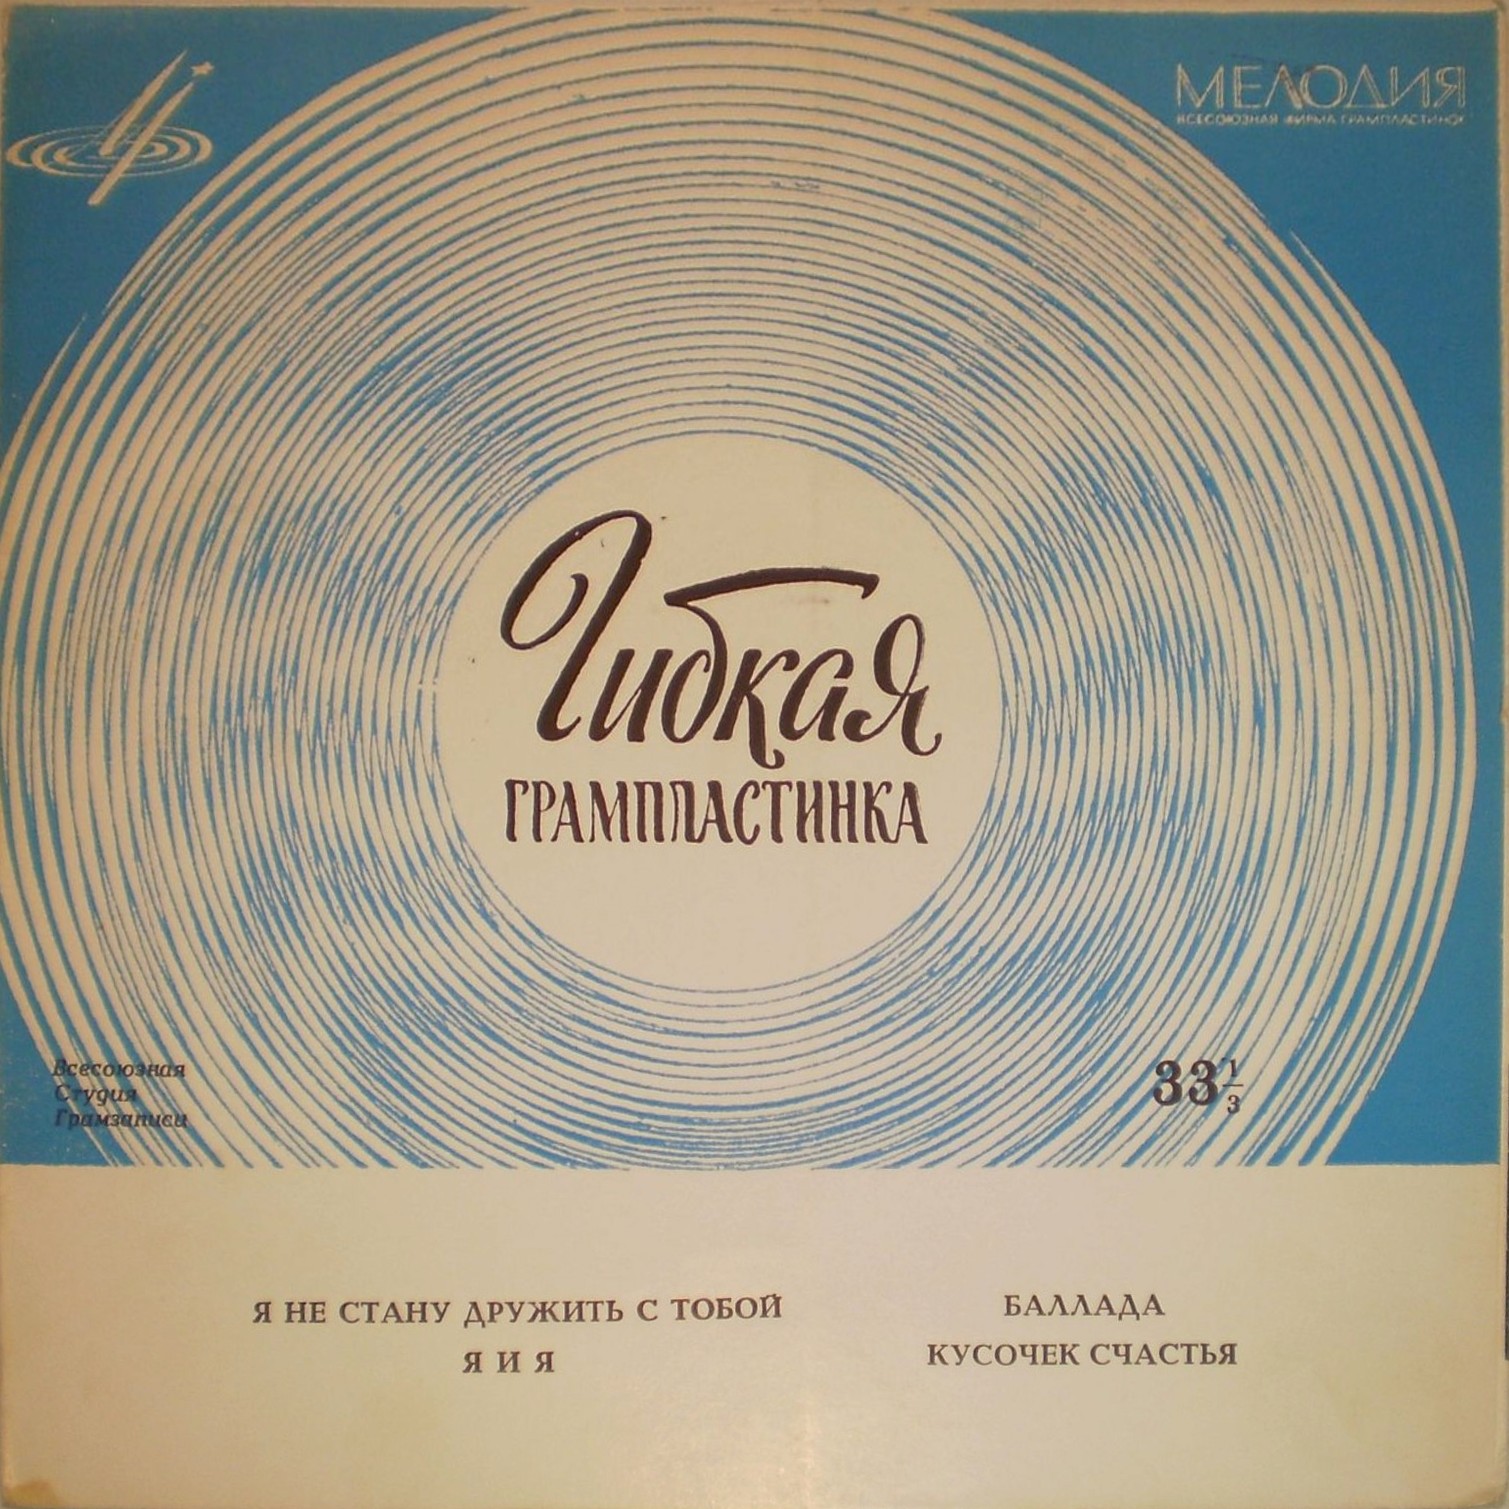 МЕЛОДИЯ
ВСЕСОЮЗНАЯ ФИРМА ГРАМПЛАСТИНОК
Гибкая
ГРАМПЛАСТИНКА
Всесоюзная
Студия
Грамзаписи
33 1/3
Я НЕ СТАНУ ДРУЖИТЬ С ТОБОЙ
Я И Я
БАЛЛАДА
КУСОЧЕК СЧАСТЬЯ